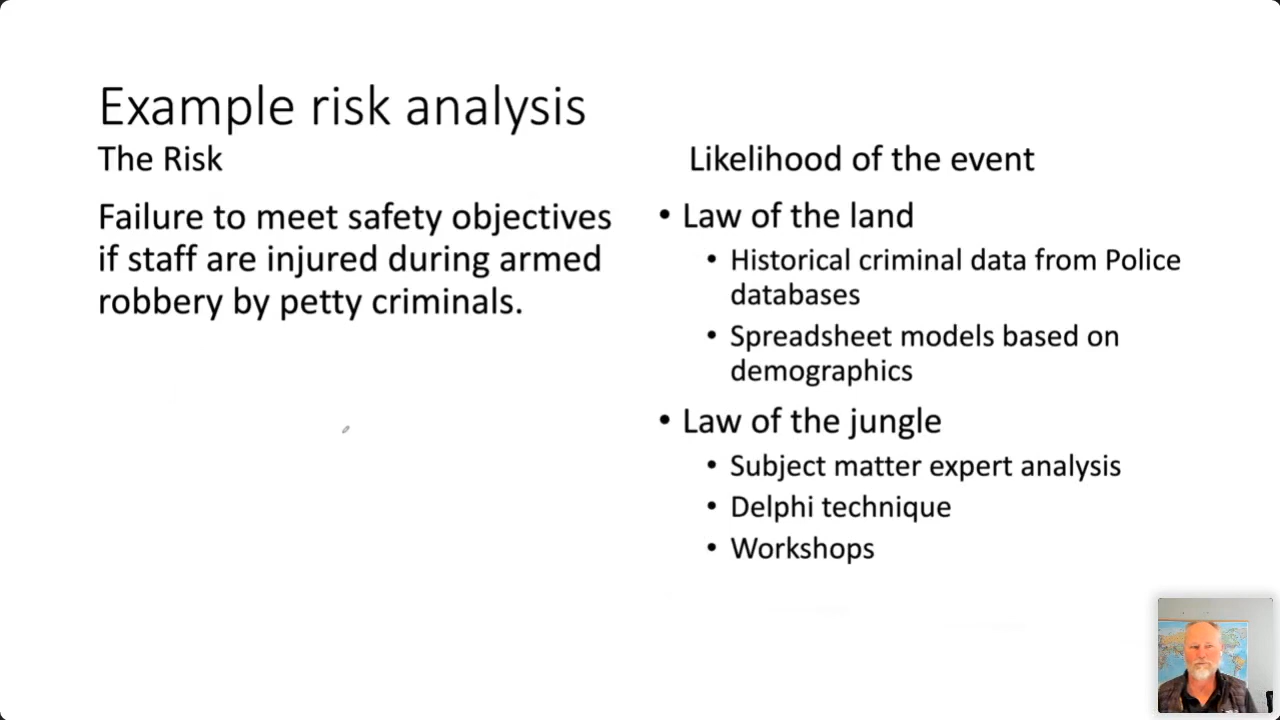 Example risk analysis
The Risk
Failure to meet safety objectives
if staff are injured during armed
robbery by petty criminals.
Likelihood of the event
• Law of the land
• Historical criminal data from Police
databases
• Spreadsheet models based on
demographics
• Law of the jungle
• Subject matter expert analysis
• Delphi technique
• Workshops